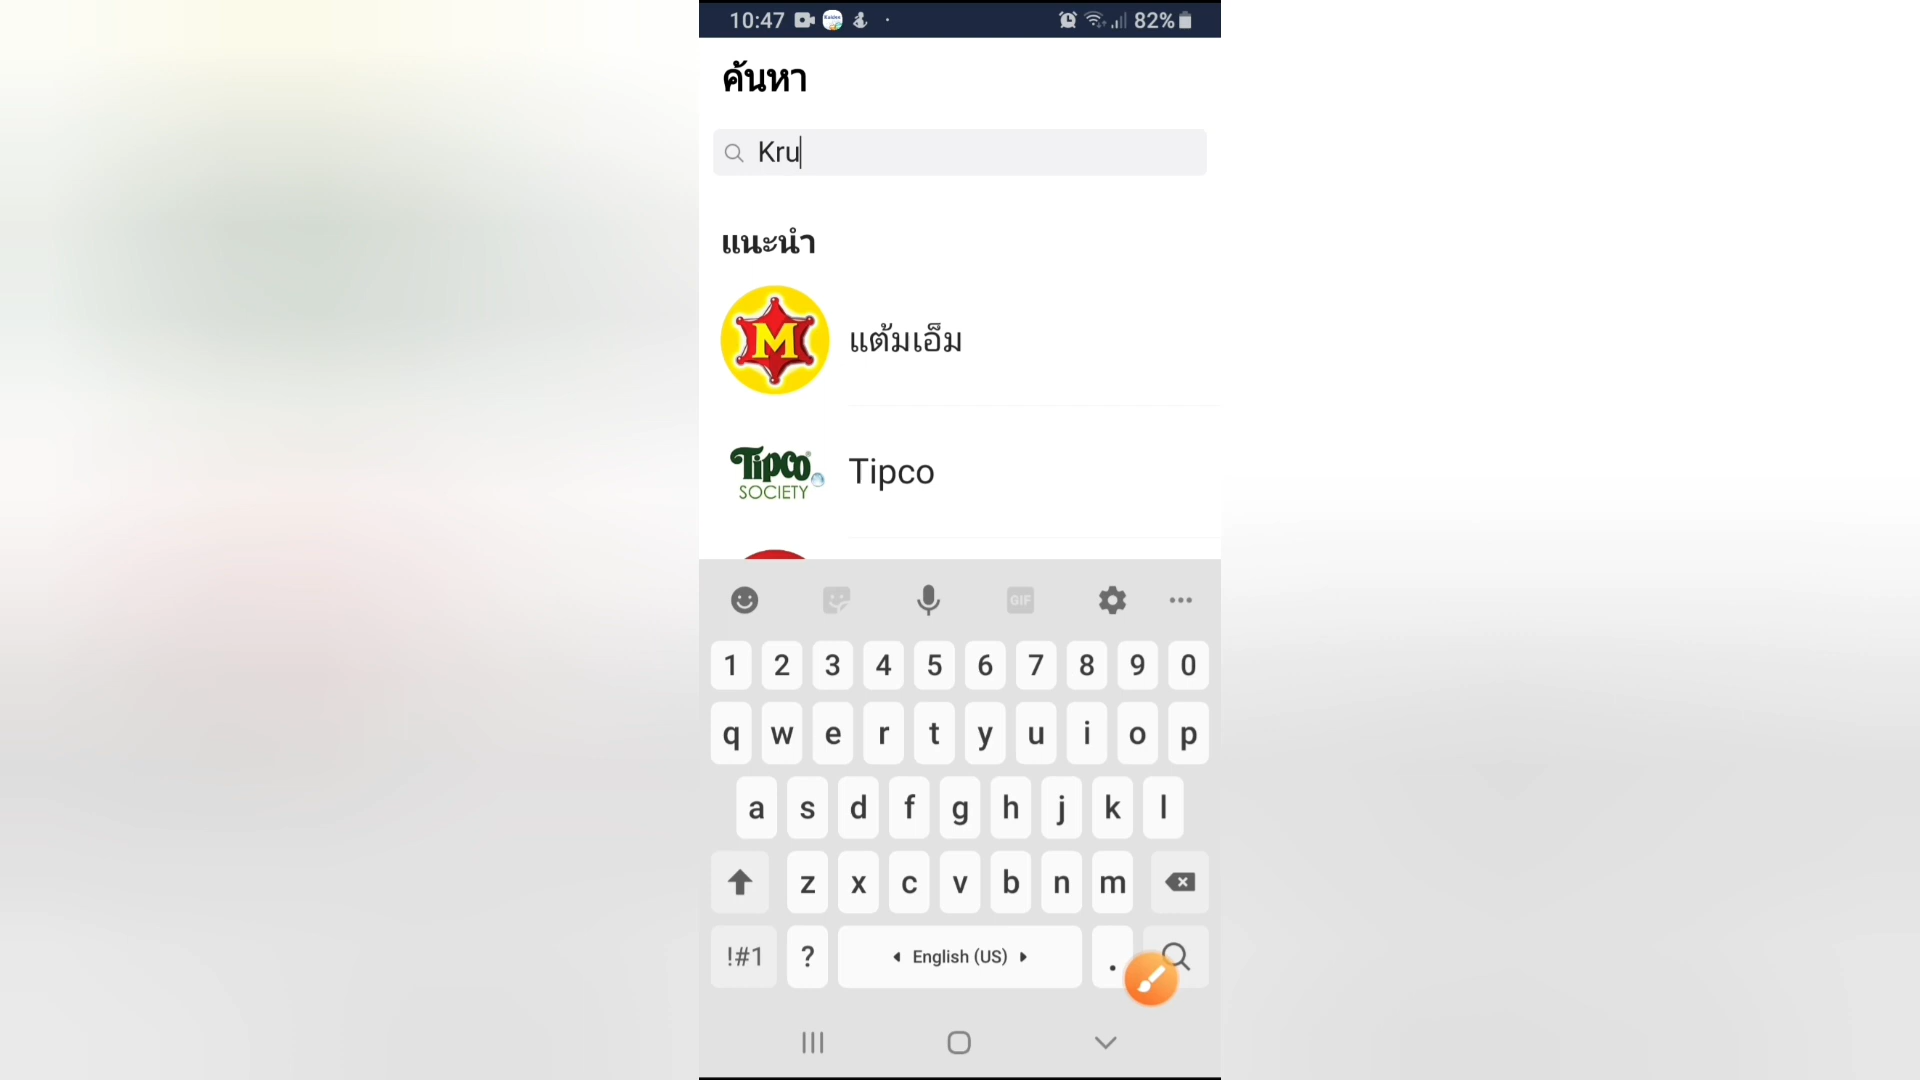 10:47 82%
ค้นหา
Kru
แนะนำ
M
แต้มเอ็ม
Tipco
SOCIETY
Tipco
GIF
1 2 3 4 5 6 7 8 9 0
q w e r t y u i o p
a s d f g h j k l
z x c v b n m
!#1 ? English (US) .